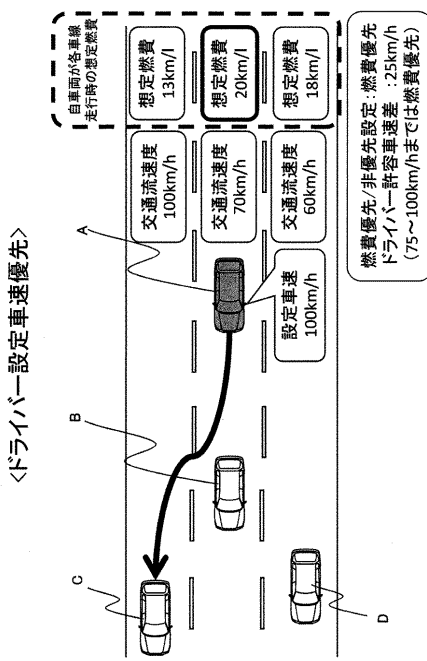 <ドライバー設定車速優先>
自車両が各車線
走行時の想定燃費
想定燃費
13km/l
想定燃費
20km/l
想定燃費
18km/l
交通流速度
100km/h
交通流速度
70km/h
交通流速度
60km/h
A
設定車速
100km/h
B
C
D
燃費優先/非優先設定:燃費優先
ドライバー許容車速差 :25km/h
(75~100km/hまでは燃費優先)